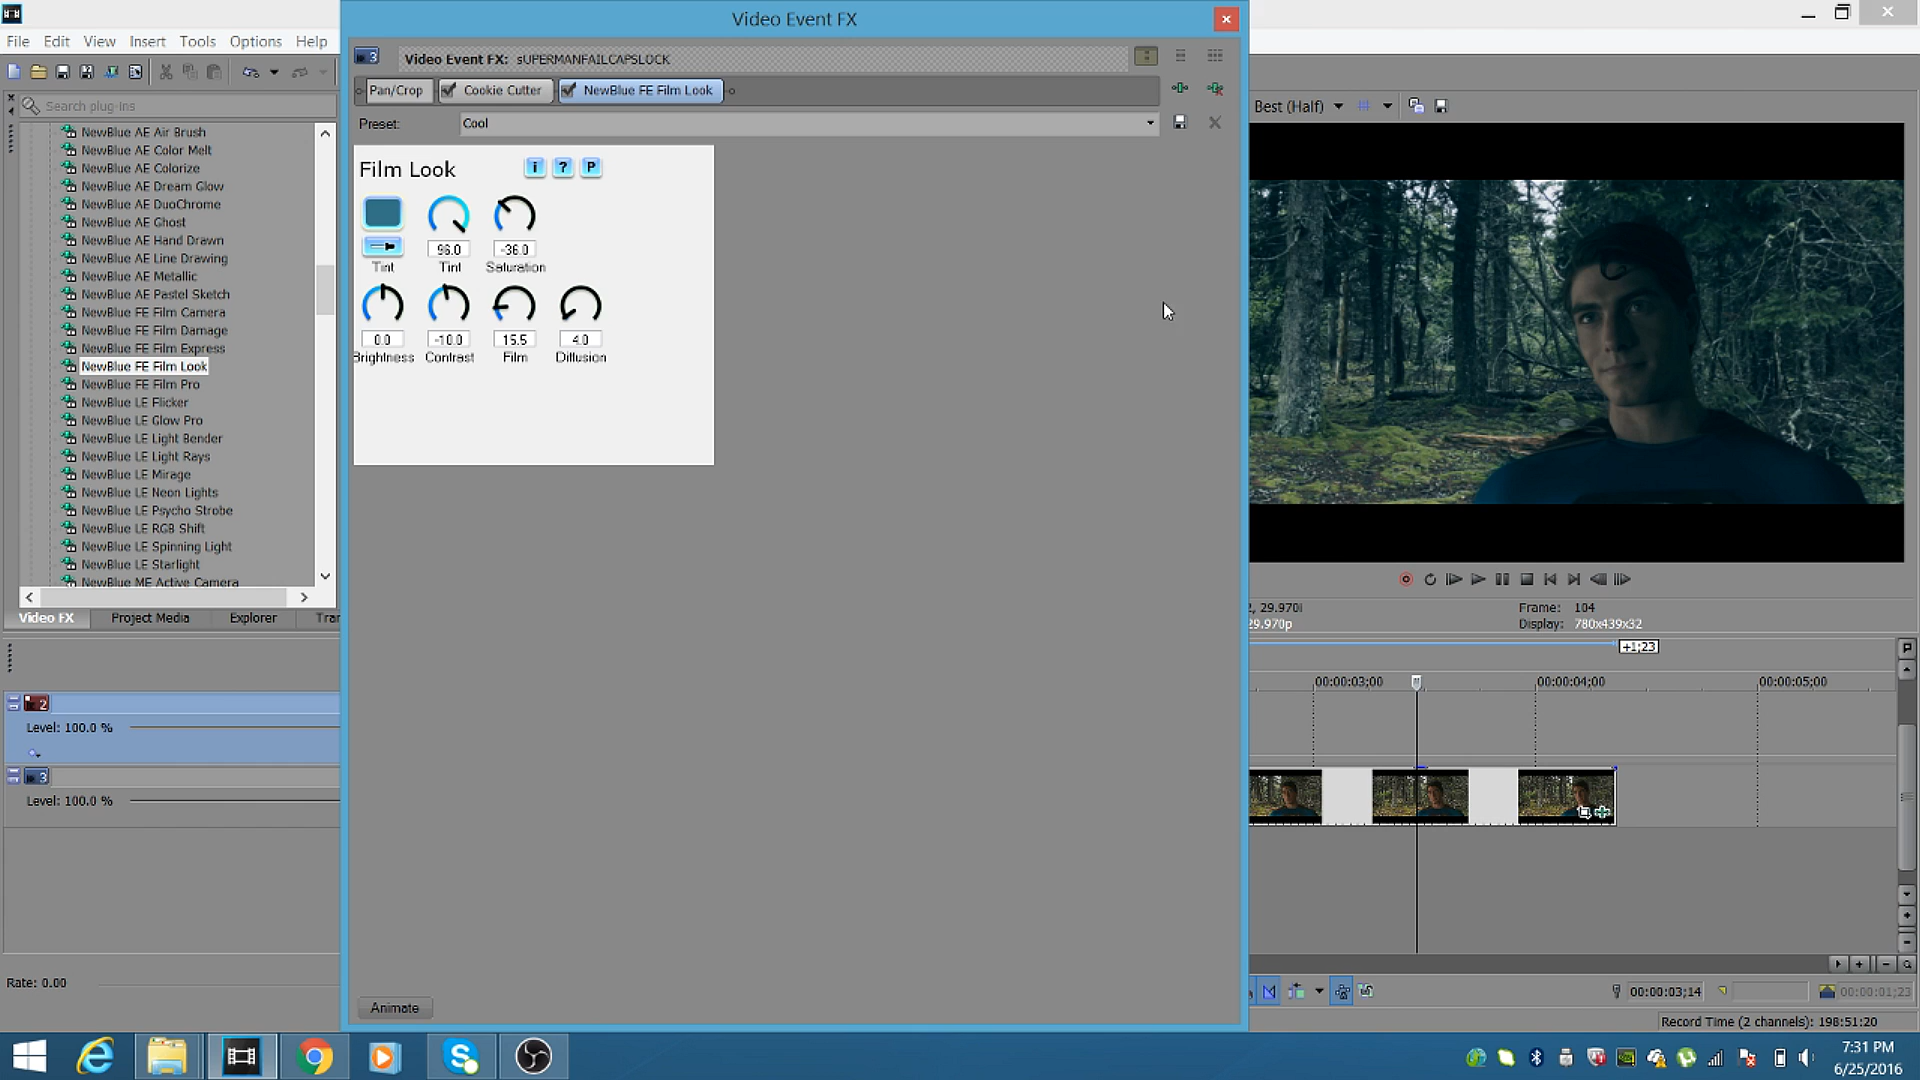 Video Event FX
File Edit View Insert Tools Options Help
3
Video Event FX: sUPERMANFAILCAPSLOCK
Pan/Crop Cookie Cutter NewBlue FE Film Look
Search plug-ins
Best (Half)
Preset: Cool
Film Look
i ? P
96.0 -36.0
Tint Tint Saturation
0.0 -10.0 15.5 4.0
Brightness Contrast Film Diffusion
NewBlue AE Air Brush
NewBlue AE Color Melt
NewBlue AE Colorize
NewBlue AE Dream Glow
NewBlue AE DuoChrome
NewBlue AE Ghost
NewBlue AE Hand Drawn
NewBlue AE Line Drawing
NewBlue AE Metallic
NewBlue AE Pastel Sketch
NewBlue FE Film Camera
NewBlue FE Film Damage
NewBlue FE Film Express
NewBlue FE Film Look
NewBlue FE Film Pro
NewBlue LE Flicker
NewBlue LE Glow Pro
NewBlue LE Light Bender
NewBlue LE Light Rays
NewBlue LE Mirage
NewBlue LE Neon Lights
NewBlue LE Psycho Strobe
NewBlue LE RGB Shift
NewBlue LE Spinning Light
NewBlue LE Starlight
NewBlue ME Active Camera
Video FX Project Media Explorer Tra
2, 29.970i
29.970p
Frame: 104
Display: 780x439x32
+1;23
00:00:03;00 00:00:04;00 00:00:05;00
2
Level: 100.0 %
3
Level: 100.0 %
Rate: 0.00
Animate
00:00:03;14
00:00:01;23
Record Time (2 channels): 198:51:20
7:31 PM
6/25/2016